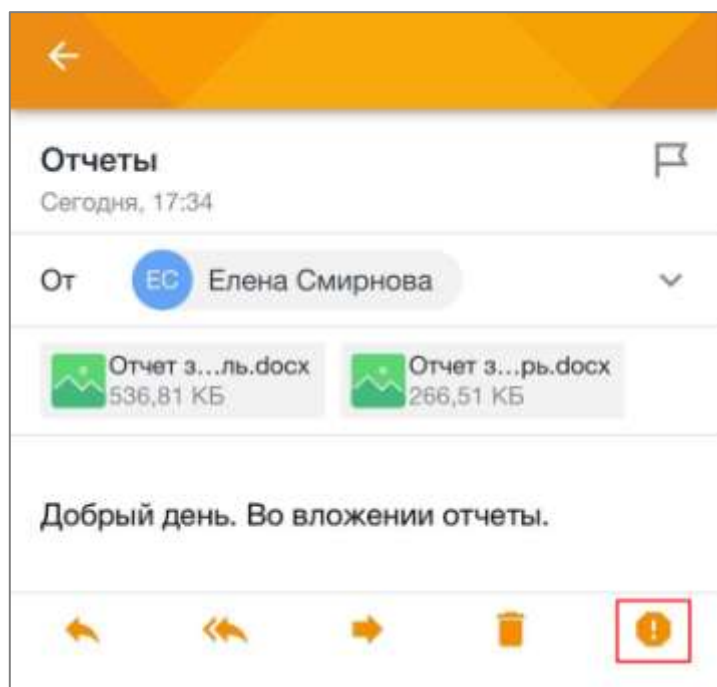 Отчеты
Сегодня, 17:34
От ЕС Елена Смирнова
Отчет з...ль.docx Отчет з...рь.docx
536,81 КБ 266,51 КБ
Добрый день. Во вложении отчеты.